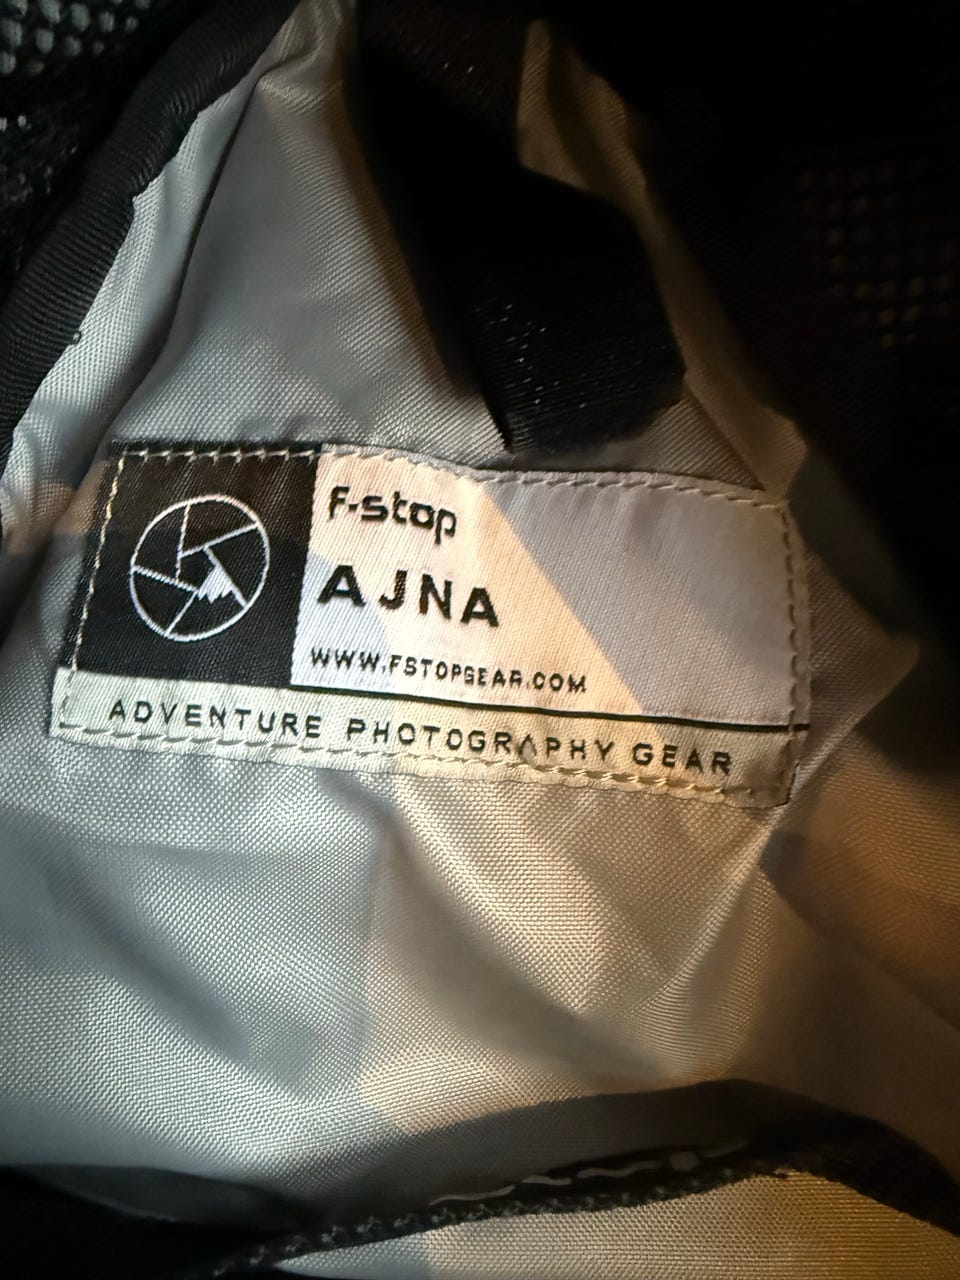 f-stop
AJNA
WWW.FSTOPGEAR.COM
ADVENTURE PHOTOGRAPHY GEAR